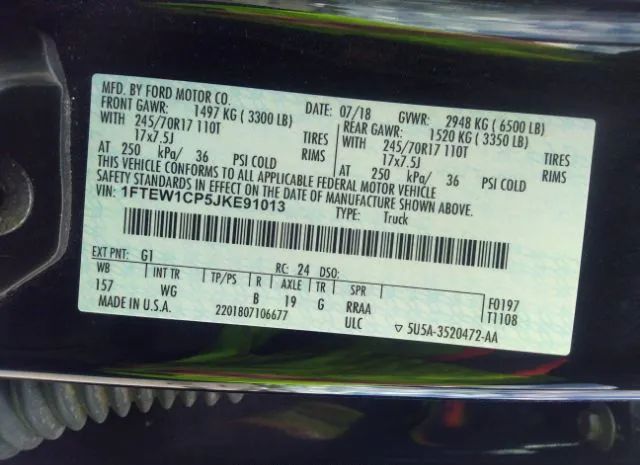 MFD. BY FORD MOTOR CO.
DATE: 07/18 GVWR: 2948 KG ( 6500 LB)
FRONT GAWR: 1497 KG ( 3300 LB)
REAR GAWR: 1520 KG ( 3350 LB)
WITH 245/70R17 110T TIRES
WITH 245/70R17 110T TIRES
17x7.5J RIMS
17x7.5J RIMS
AT 250 kPa/ 36 PSI COLD
AT 250 kPa/ 36 PSI COLD
THIS VEHICLE CONFORMS TO ALL APPLICABLE FEDERAL MOTOR VEHICLE
SAFETY STANDARDS IN EFFECT ON THE DATE OF MANUFACTURE SHOWN ABOVE.
VIN: 1FTEW1CP5JKE91013
TYPE: Truck
EXT PNT: G1 RC: 24 DSO:
WB INT TR TP/PS R AXLE TR SPR
157 WG B 19 G RRAA
F0197
T1108
MADE IN U.S.A. 2201807106677 ULC ▽ 5U5A-3520472-AA